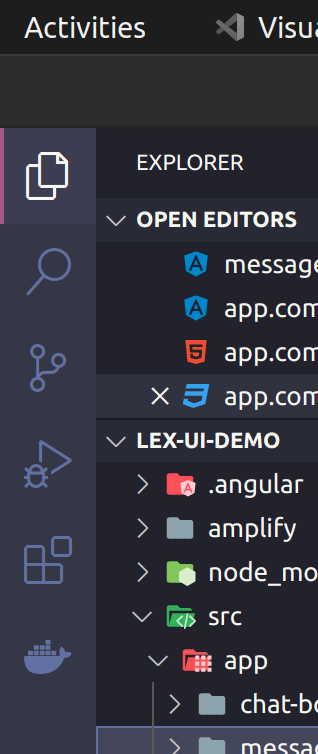 Activities Visua
EXPLORER
OPEN EDITORS
message
app.com
app.com
app.com
LEX-UI-DEMO
.angular
amplify
node_mo
src
app
chat-bo
messag